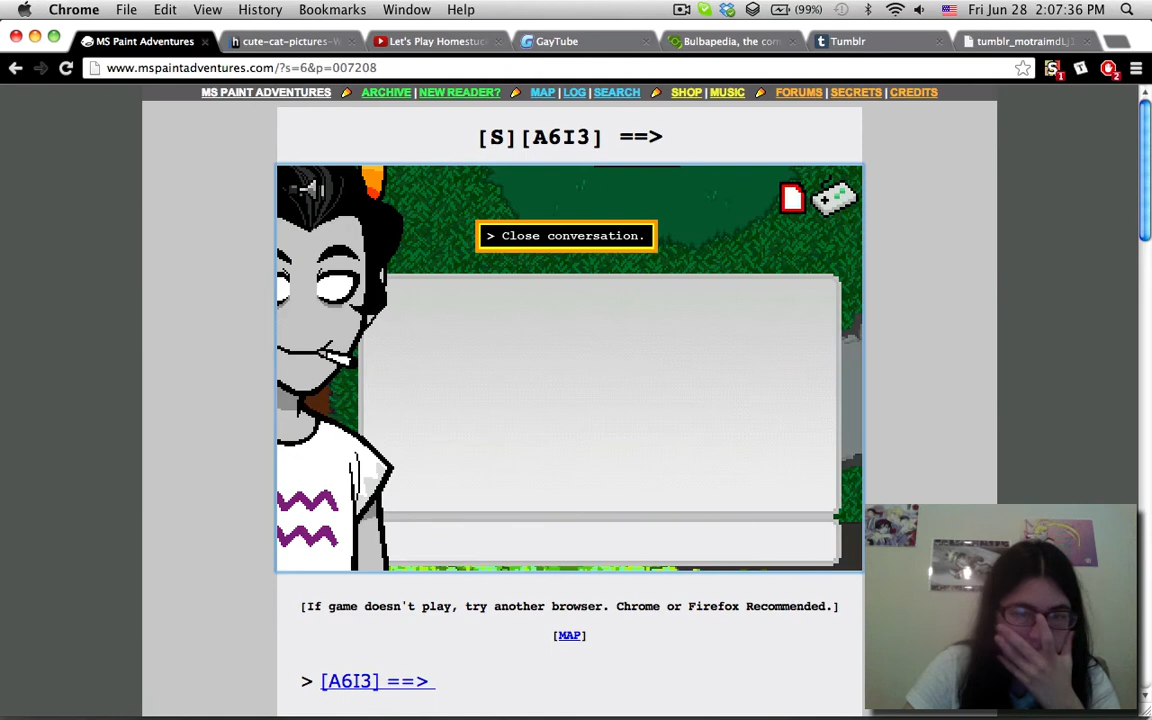 Chrome File Edit View History Bookmarks Window Help (99%) Fri Jun 28 2:07:36 PM
MS Paint Adventures cute-cat-pictures-W Let's Play Homestuc GayTube Bulbapedia, the com Tumblr tumblr_motraimdLJ1
www.mspaintadventures.com/?s=6&p=007208
MS PAINT ADVENTURES ARCHIVE | NEW READER? MAP | LOG | SEARCH SHOP | MUSIC FORUMS | SECRETS | CREDITS
[S][A6I3] ==>
> Close conversation.
[If game doesn't play, try another browser. Chrome or Firefox Recommended.]
[MAP]
> [A6I3] ==>